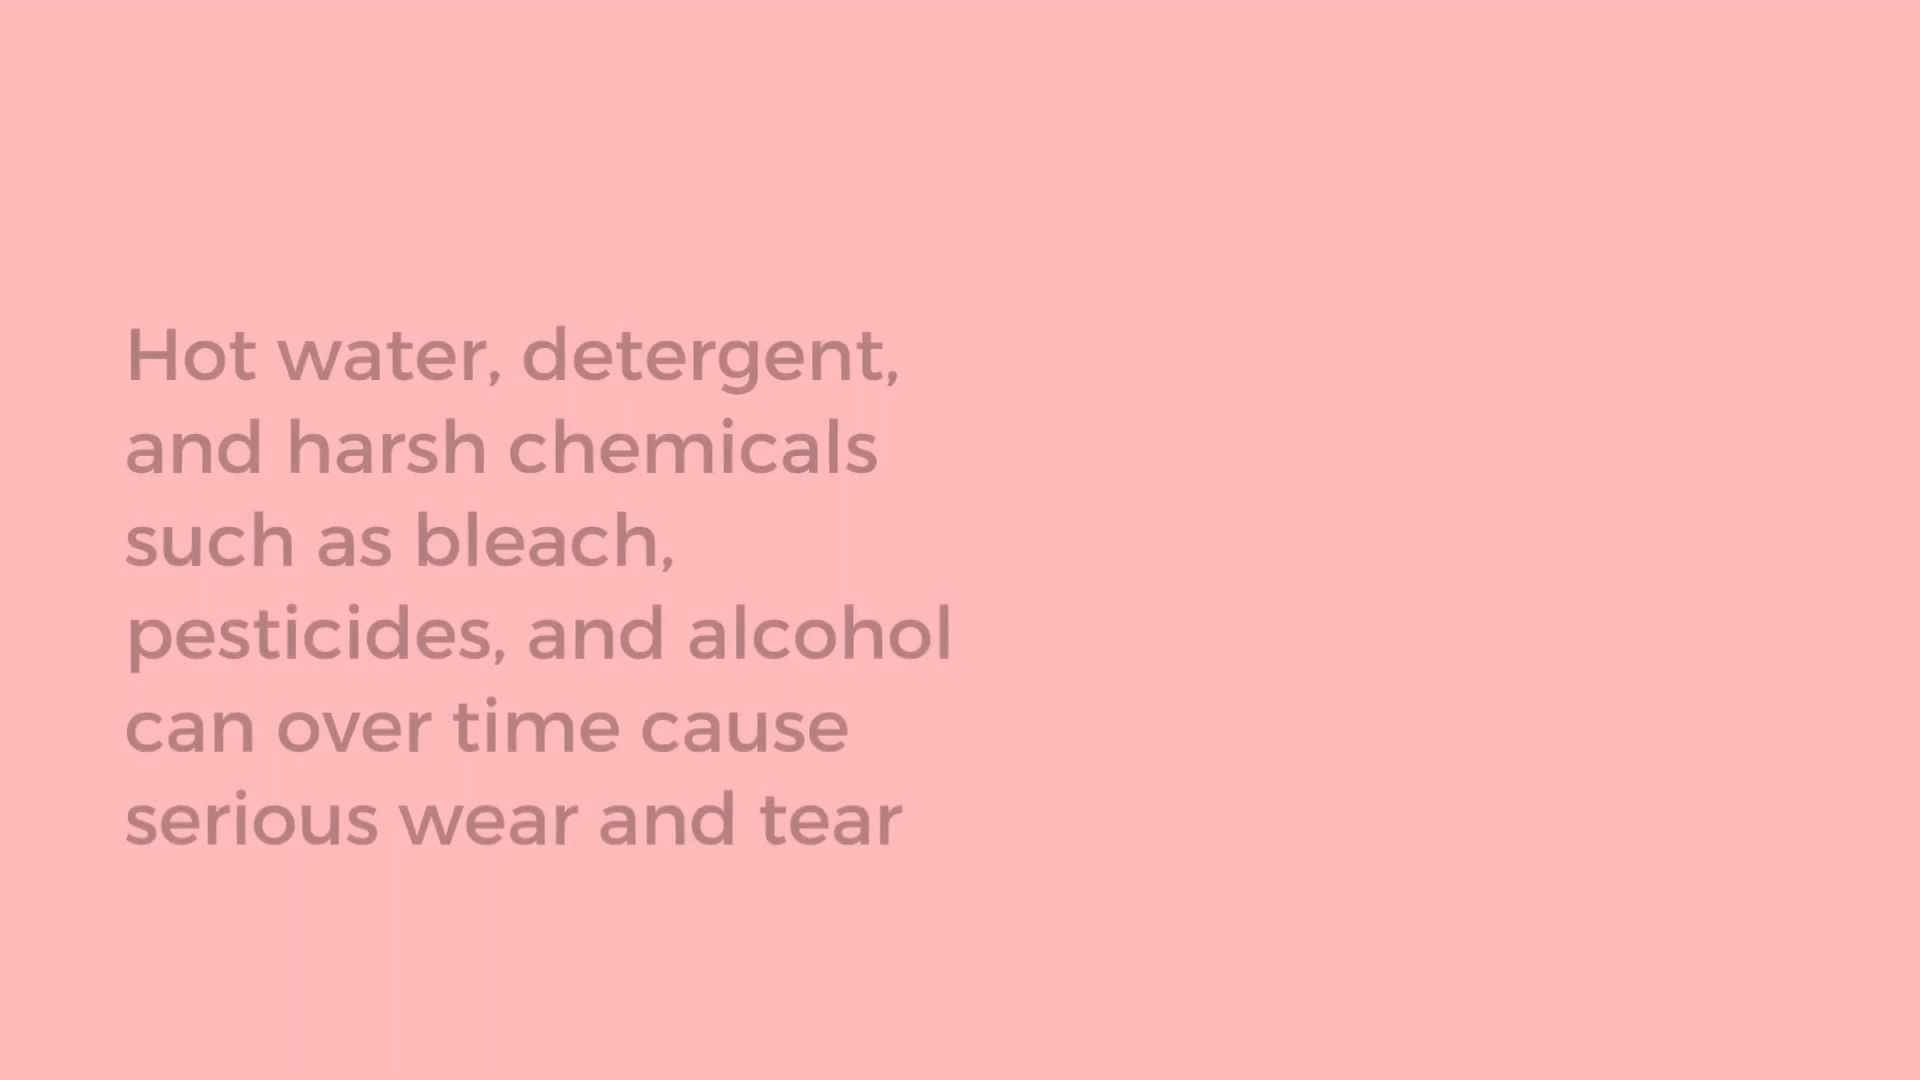 Hot water, detergent,
and harsh chemicals
such as bleach,
pesticides, and alcohol
can over time cause
serious wear and tear